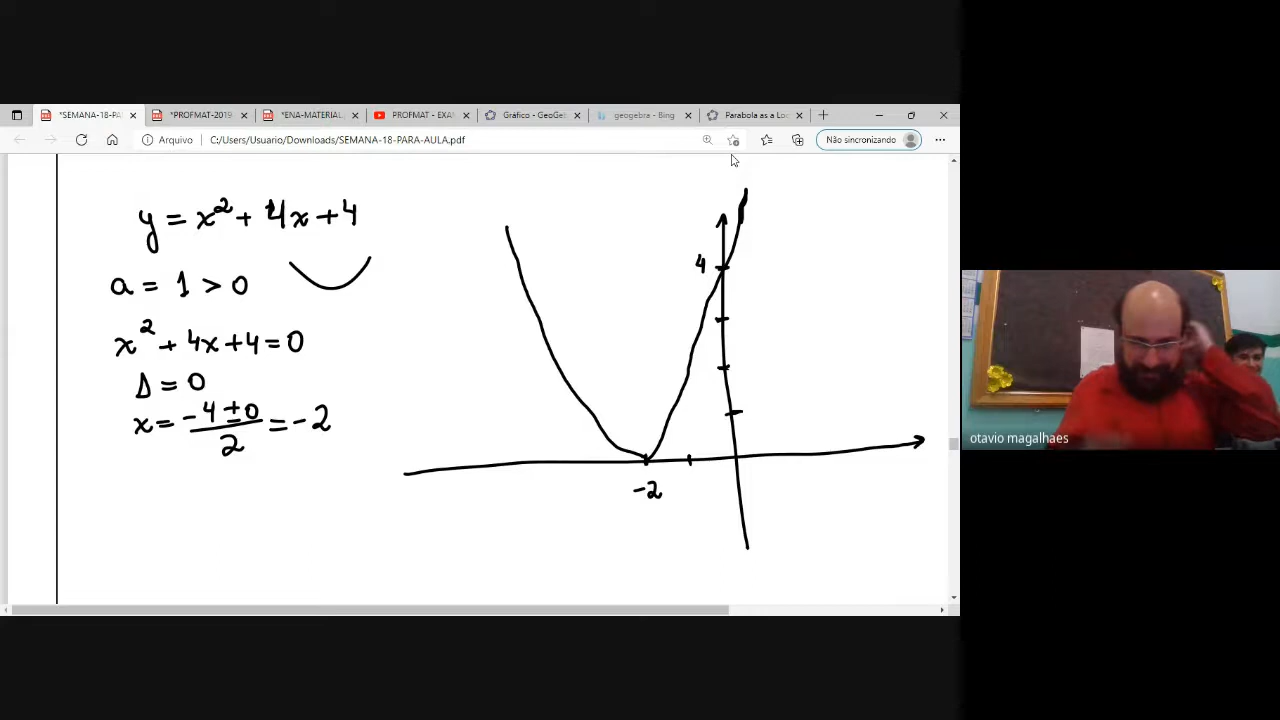 *SEMANA-18-PA
*PROFMAT-2019
*ENA-MATERIAL
PROFMAT - EXA
Gráfico - GeoGe
geogebra - Bing
Parabola as a Loc
Arquivo
C:/Users/Usuario/Downloads/SEMANA-18-PARA-AULA.pdf
Não sincronizando
y = x² + 4x + 4
a = 1 > 0
x² + 4x + 4 = 0
Δ = 0
x = (-4 ± 0)/2 = -2
4
-2
otavio magalhaes